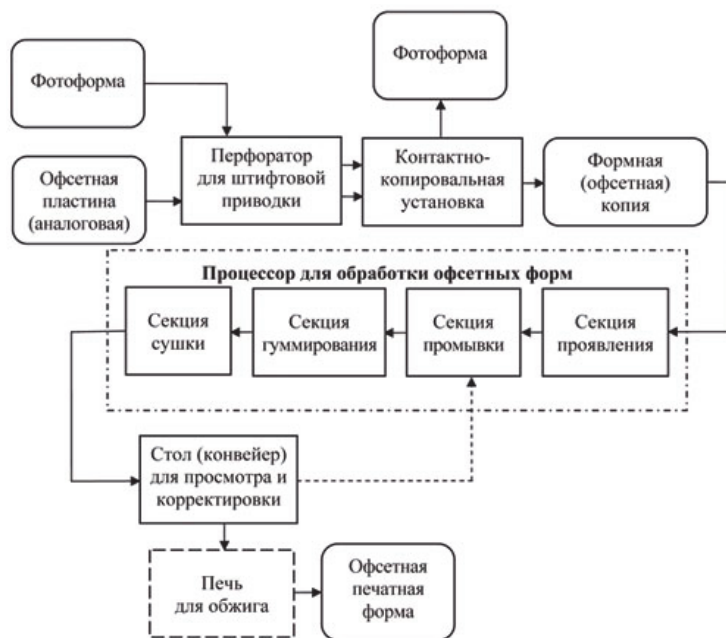 Фотоформа
Фотоформа
Офсетная
пластина
(аналоговая)
Перфоратор
для штифтовой
приводки
Контактно-
копировальная
установка
Формная
(офсетная)
копия
Процессор для обработки офсетных форм
Секция
сушки
Секция
гуммирования
Секция
промывки
Секция
проявления
Стол (конвейер)
для просмотра и
корректировки
Печь
для обжига
Офсетная
печатная
форма